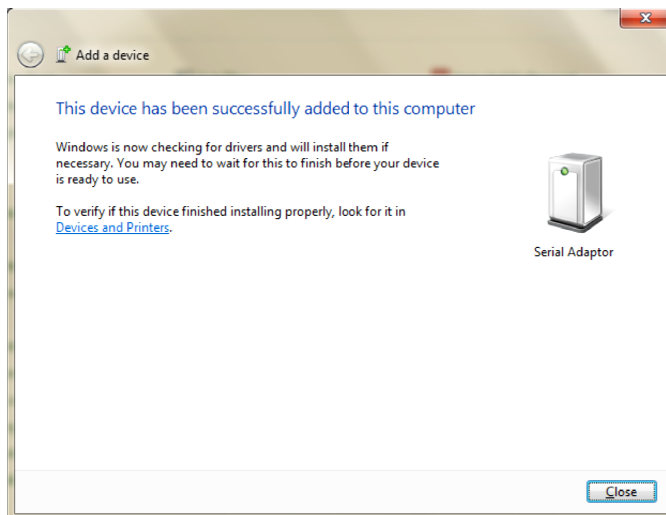 Add a device
This device has been successfully added to this computer
Windows is now checking for drivers and will install them if
necessary. You may need to wait for this to finish before your device
is ready to use.
To verify if this device finished installing properly, look for it in
Devices and Printers.
Serial Adaptor
Close